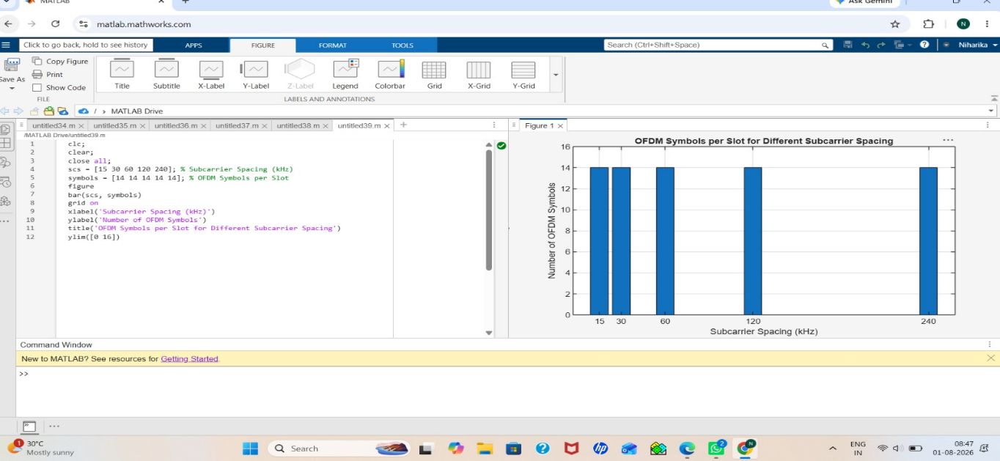 MATLAB
Ask Gemini
matlab.mathworks.com
N
Click to go back, hold to see history
APPS
FIGURE
FORMAT
TOOLS
Search (Ctrl+Shift+Space)
Niharika
Save As
Copy Figure
Print
Show Code
FILE
Title
Subtitle
X-Label
Y-Label
Z-Label
Legend
Colorbar
Grid
X-Grid
Y-Grid
LABELS AND ANNOTATIONS
/ › MATLAB Drive
untitled34.m ×
untitled35.m ×
untitled36.m ×
untitled37.m ×
untitled38.m ×
untitled39.m ×
/MATLAB Drive/untitled39.m
1 clc;
2 clear;
3 close all;
4 scs = [15 30 60 120 240]; % Subcarrier Spacing (kHz)
5 symbols = [14 14 14 14 14]; % OFDM Symbols per Slot
6 figure
7 bar(scs, symbols)
8 grid on
9 xlabel('Subcarrier Spacing (kHz)')
10 ylabel('Number of OFDM Symbols')
11 title('OFDM Symbols per Slot for Different Subcarrier Spacing')
12 ylim([0 16])
Figure 1 ×
OFDM Symbols per Slot for Different Subcarrier Spacing
Number of OFDM Symbols
16
14
12
10
8
6
4
2
0
15 30 60 120 240
Subcarrier Spacing (kHz)
Command Window
New to MATLAB? See resources for Getting Started.
>>
1
30°C
Mostly sunny
Search
hp
N
2
ENG
IN
08:47
01-08-2026